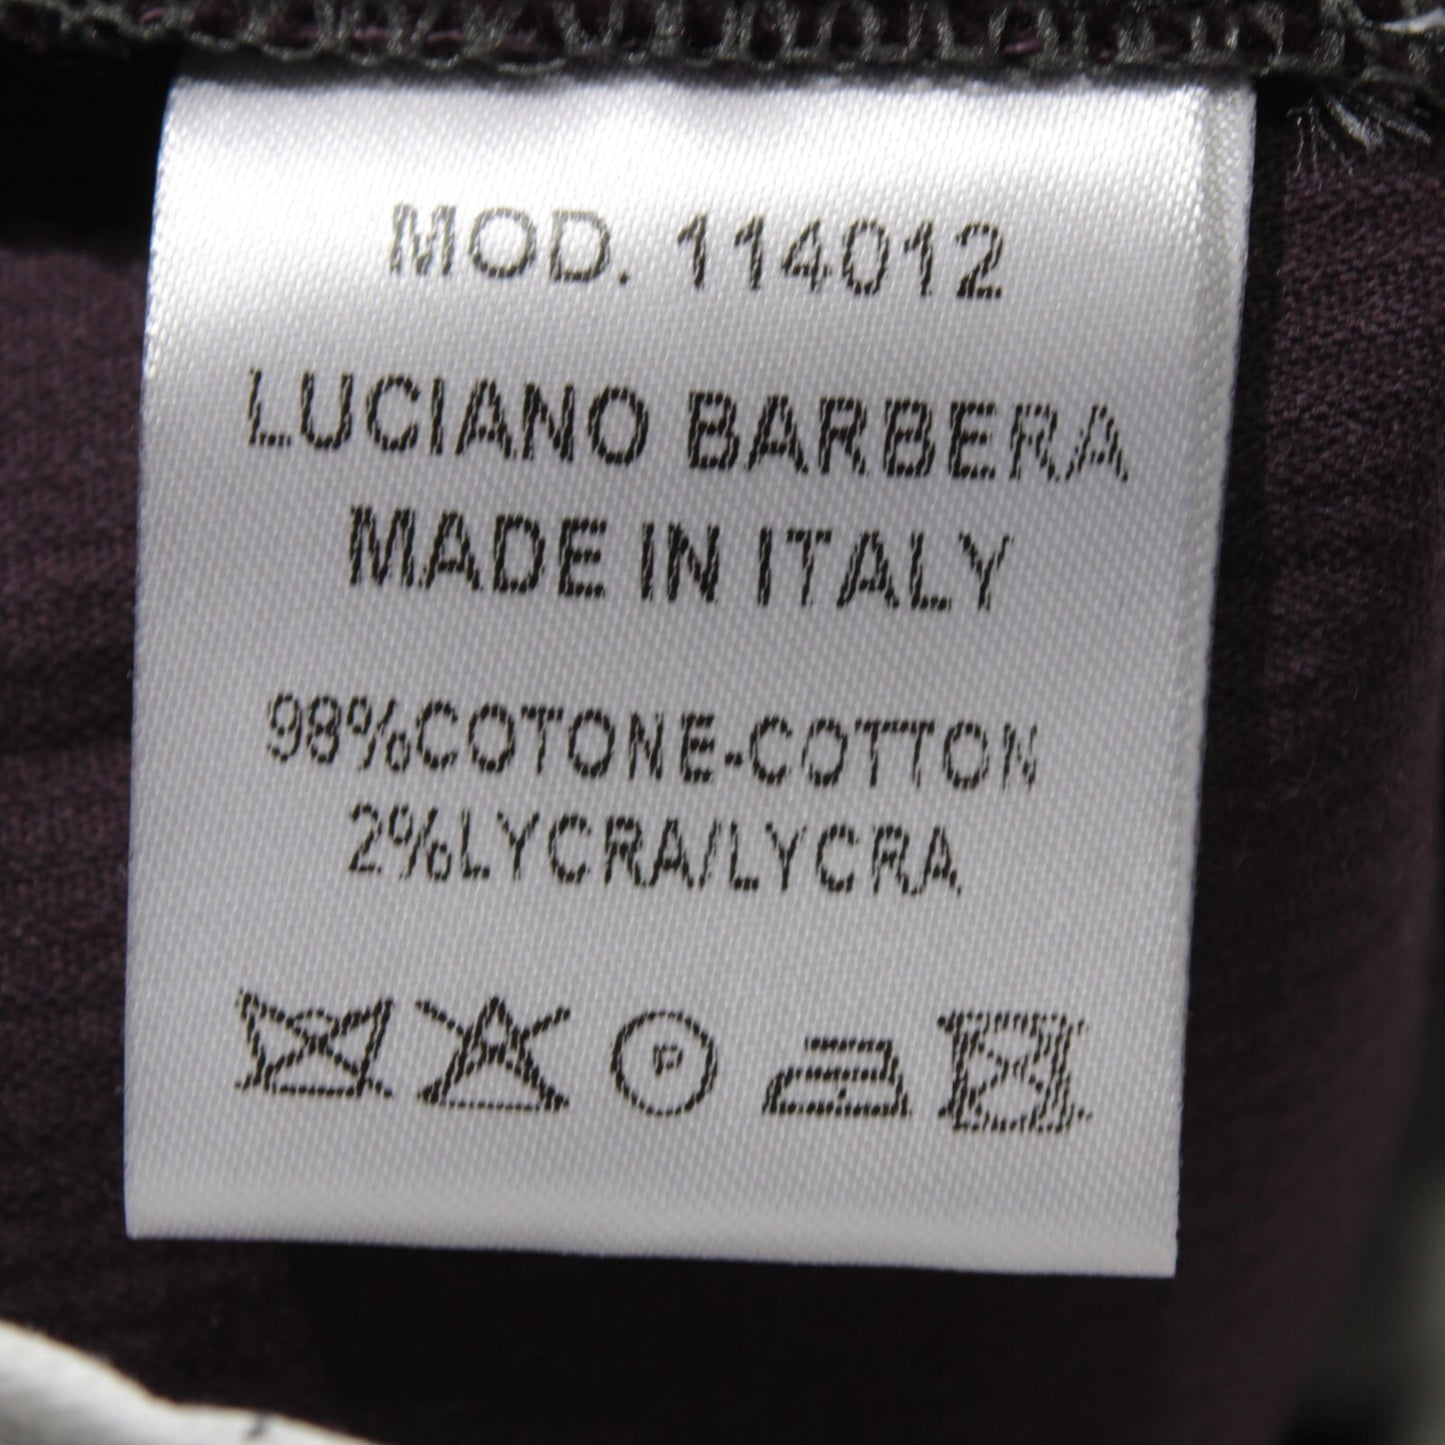 MOD. 114012
LUCIANO BARBERA
MADE IN ITALY
98%COTONE-COTTON
2%LYCRA/LYCRA
P